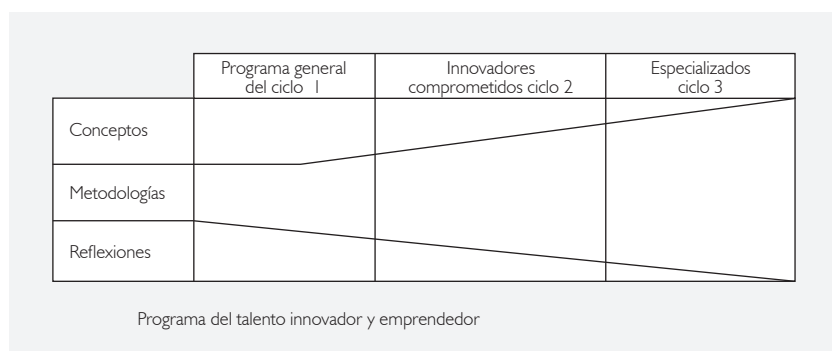 Programa general
del ciclo 1
Innovadores
comprometidos ciclo 2
Especializados
ciclo 3
Conceptos
Metodologías
Reflexiones
Programa del talento innovador y emprendedor